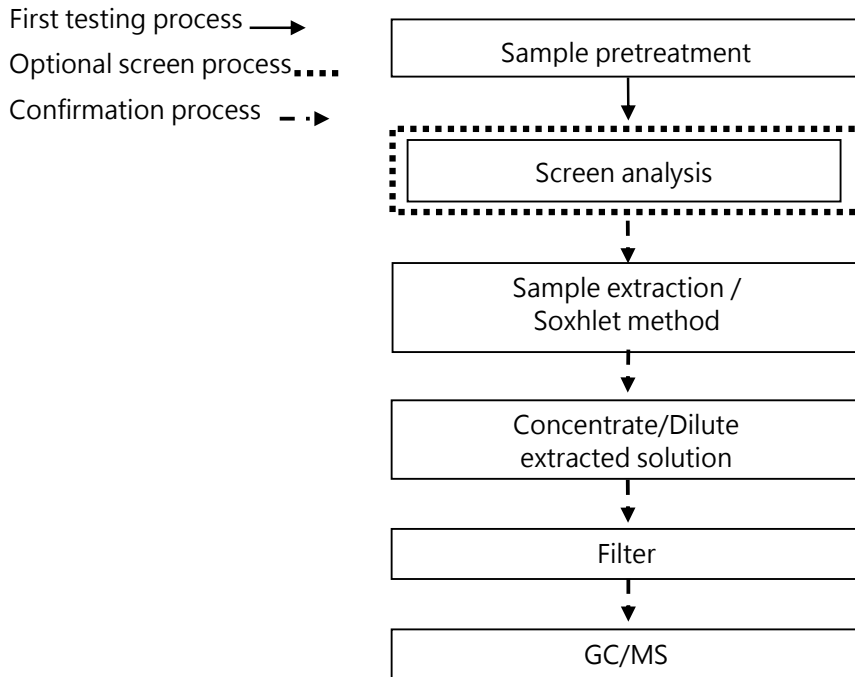 First testing process
Optional screen process
Confirmation process
Sample pretreatment
Screen analysis
Sample extraction /
Soxhlet method
Concentrate/Dilute
extracted solution
Filter
GC/MS